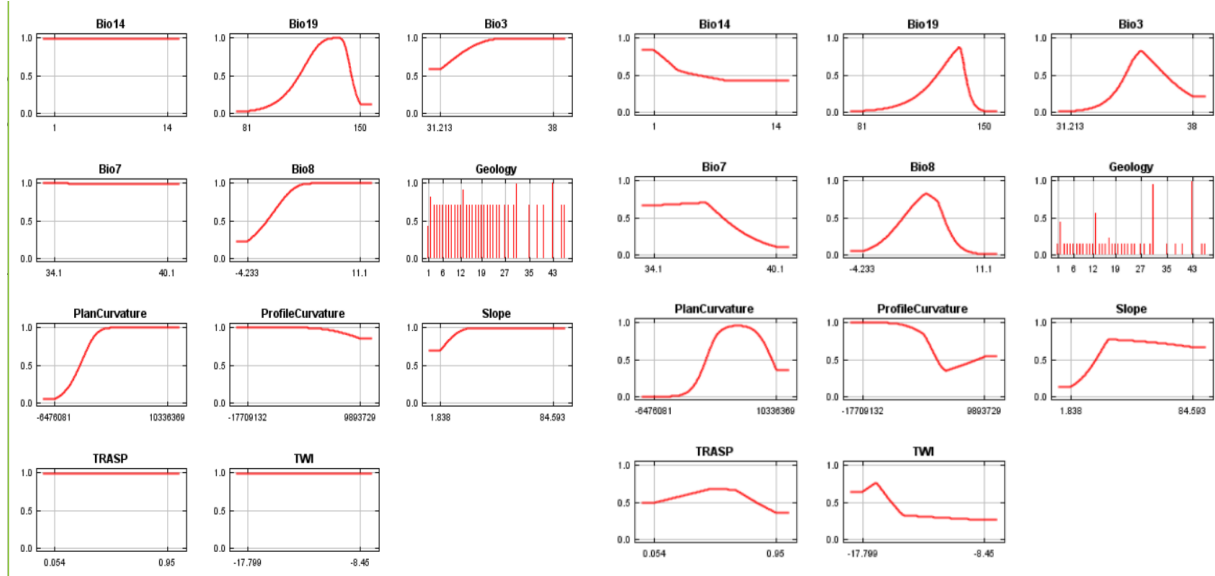 Bio14 Bio19 Bio3 Bio14 Bio19 Bio3
1.0 1.0 1.0 1.0 1.0 1.0
0.5 0.5 0.5 0.5 0.5 0.5
0.0 0.0 0.0 0.0 0.0 0.0
1 14 81 150 31.213 38 1 14 81 150 31.213 38
Bio7 Bio8 Geology Bio7 Bio8 Geology
1.0 1.0 1.0 1.0 1.0 1.0
0.5 0.5 0.5 0.5 0.5 0.5
0.0 0.0 0.0 0.0 0.0 0.0
34.1 40.1 -4.233 11.1 1 6 12 19 27 35 43 34.1 40.1 -4.233 11.1 1 6 12 19 27 35 43
PlanCurvature ProfileCurvature Slope PlanCurvature ProfileCurvature Slope
1.0 1.0 1.0 1.0 1.0 1.0
0.5 0.5 0.5 0.5 0.5 0.5
0.0 0.0 0.0 0.0 0.0 0.0
-6476081 10336369 -17709132 9893729 1.838 84.593 -6476081 10336369 -17709132 9893729 1.838 84.593
TRASP TWI TRASP TWI
1.0 1.0 1.0 1.0
0.5 0.5 0.5 0.5
0.0 0.0 0.0 0.0
0.054 0.95 -17.799 -8.46 0.054 0.95 -17.799 -8.46